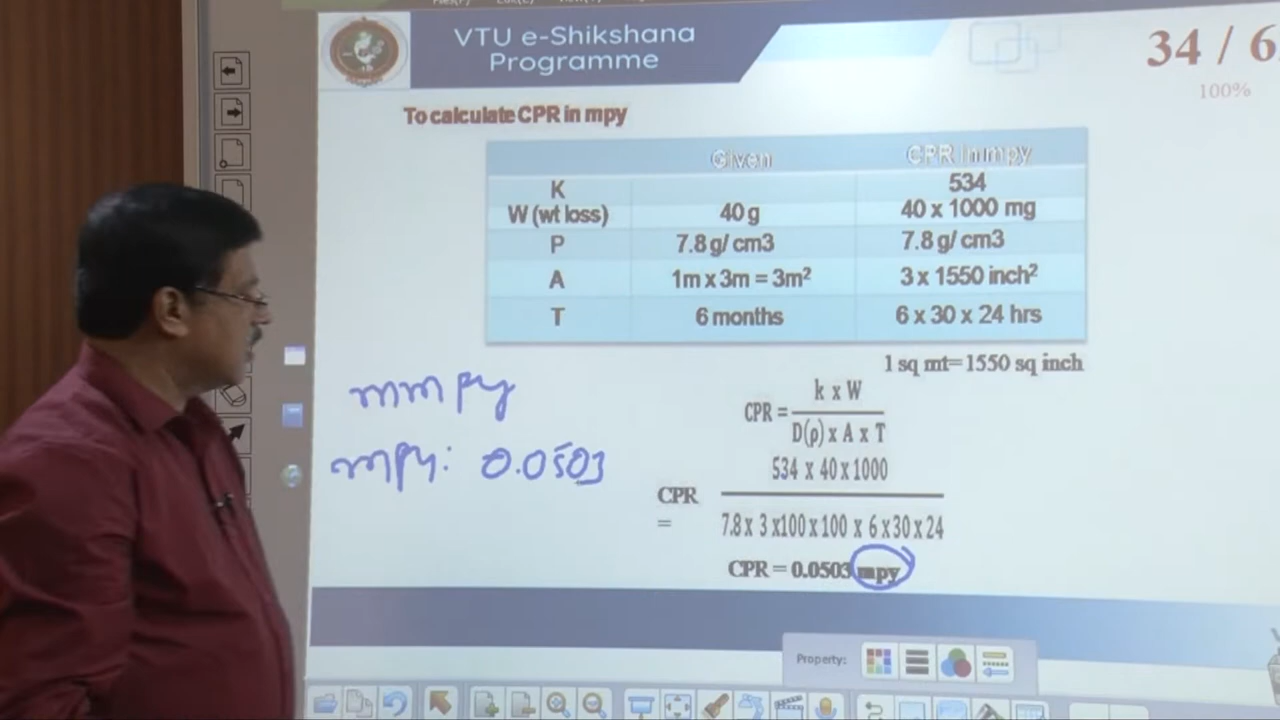 VTU e-Shikshana
Programme
34 / 6
100%
To calculate CPR in mpy
Given CPR in mpy
K 534
W (wt loss) 40 g 40 x 1000 mg
P 7.8 g/ cm3 7.8 g/ cm3
A 1m x 3m = 3m² 3 x 1550 inch²
T 6 months 6 x 30 x 24 hrs
1 sq mt=1550 sq inch
mmpy
mpy: 0.0503
CPR = k x W
D(ρ) x A x T
534 x 40 x 1000
CPR
=
7.8 x 3 x100 x 100 x 6 x 30 x 24
CPR = 0.0503 mpy
Property: